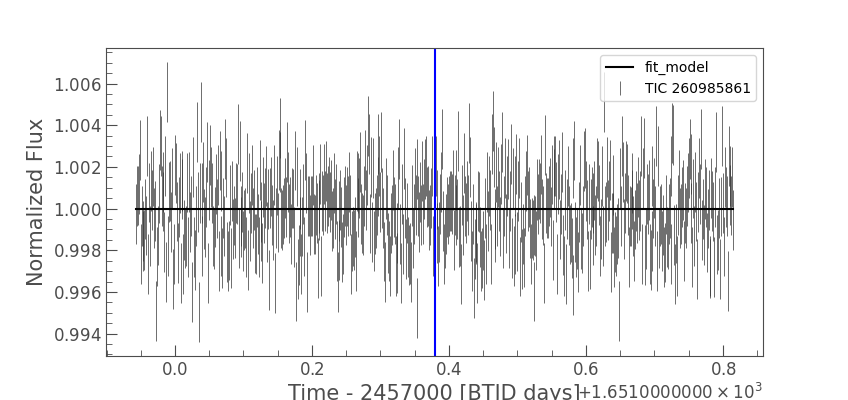 fit_model
TIC 260985861
Normalized Flux
1.006
1.004
1.002
1.000
0.998
0.996
0.994
0.0
0.2
0.4
0.6
0.8
Time - 2457000 [BTJD days]
+1.6510000000 × 10³